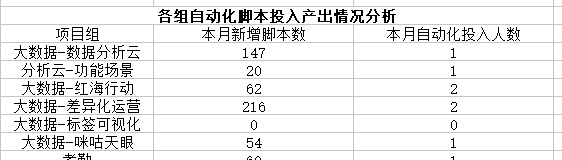 各组自动化脚本投入产出情况分析
项目组 本月新增脚本数 本月自动化投入人数
大数据-数据分析云 147 1
分析云-功能场景 20 1
大数据-红海行动 62 2
大数据-差异化运营 216 2
大数据-标签可视化 0 0
大数据-咪咕天眼 54 1
考勤 60 1